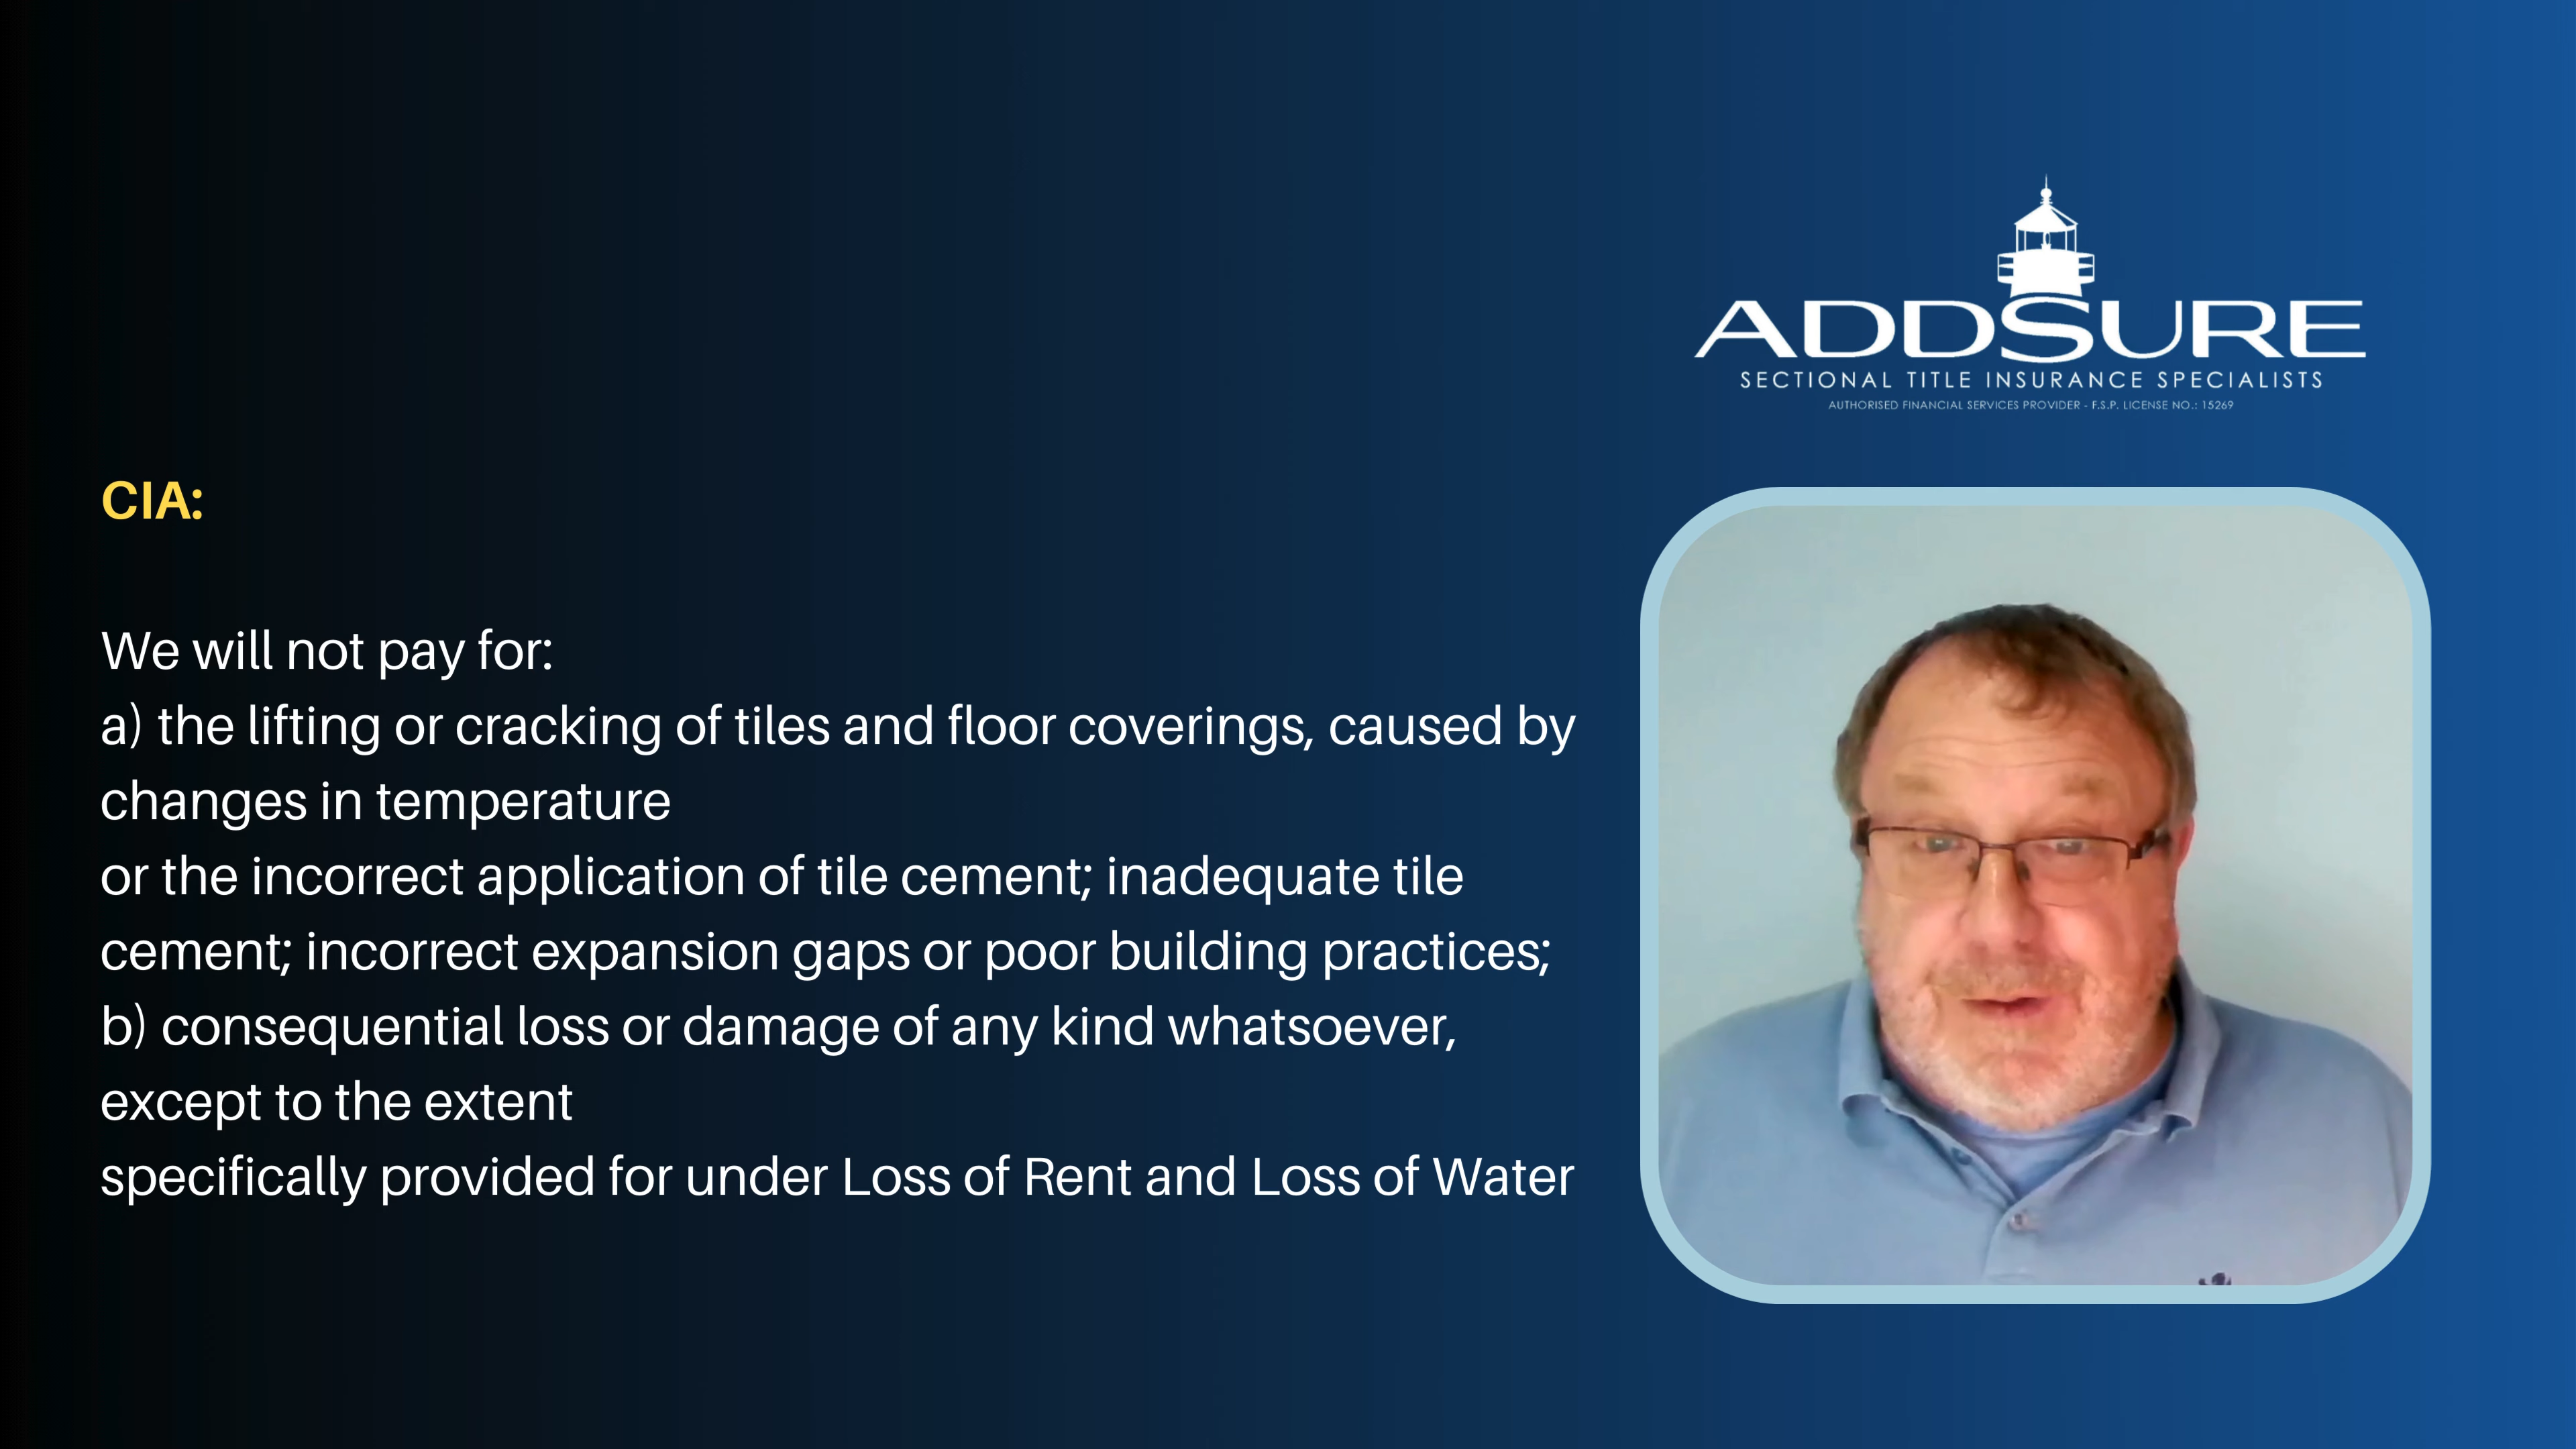 ADDSURE
SECTIONAL TITLE INSURANCE SPECIALISTS
AUTHORISED FINANCIAL SERVICES PROVIDER - F.S.P. LICENSE NO.: 15269
CIA:
We will not pay for:
a) the lifting or cracking of tiles and floor coverings, caused by
changes in temperature
or the incorrect application of tile cement; inadequate tile
cement; incorrect expansion gaps or poor building practices;
b) consequential loss or damage of any kind whatsoever,
except to the extent
specifically provided for under Loss of Rent and Loss of Water